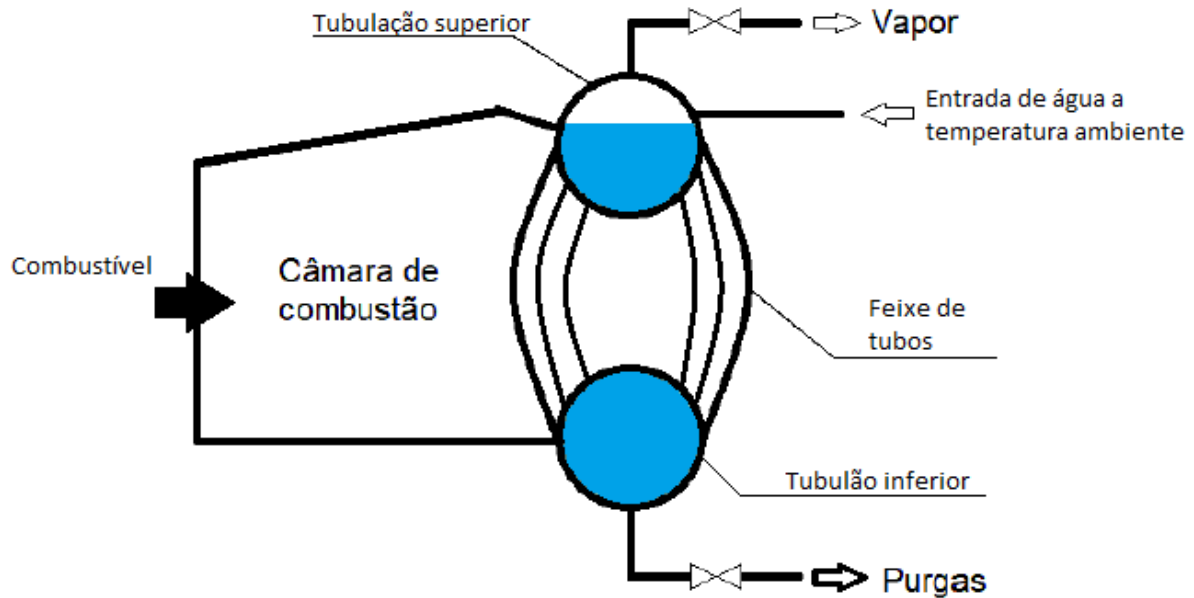 Tubulação superior
Vapor
Entrada de água a
temperatura ambiente
Combustível
Câmara de
combustão
Feixe de
tubos
Tubulão inferior
Purgas